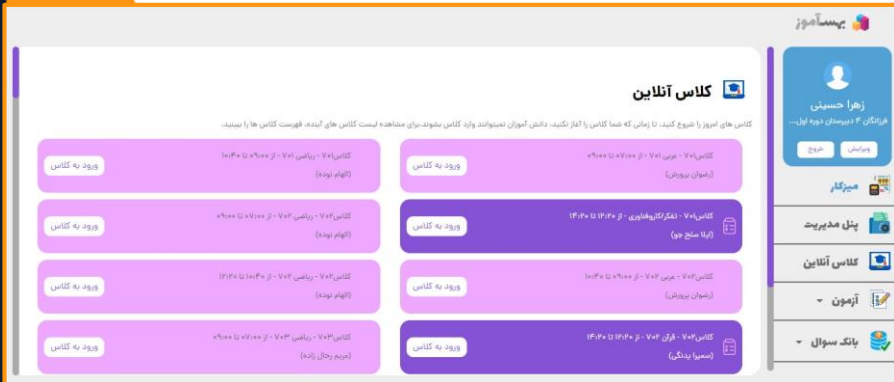 بهسآموز
زهرا حسینی
فرزانگان ۴ دبیرستان دوره اول...
ویرایش
خروج
میزکار
پنل مدیریت
کلاس آنلاین
آزمون
بانک سوال
کلاس آنلاین
کلاس های امروز را شروع کنید. تا زمانی که شما کلاس را آغاز نکنید، دانش آموزان نمیتوانند وارد کلاس بشوند.برای مشاهده لیست کلاس های آینده، فهرست کلاس ها را ببینید.
کلاس۷۰۱ - عربی ۷۰۱ - از ۰۷:۰۰ تا ۰۹:۰۰
(رضوان پرورش)
ورود به کلاس
کلاس۷۰۱ - ریاضی ۷۰۱ - از ۰۹:۰۰ تا ۱۰:۴۰
(الهام نوده)
ورود به کلاس
کلاس۷۰۱ - تفکر/کاروفناوری - از ۱۲:۲۰ تا ۱۴:۲۰
(لیلا صلح جو)
ورود به کلاس
کلاس۷۰۲ - ریاضی ۷۰۲ - از ۰۷:۰۰ تا ۰۹:۰۰
(الهام نوده)
ورود به کلاس
کلاس۷۰۲ - عربی ۷۰۲ - از ۰۹:۰۰ تا ۱۰:۴۰
(رضوان پرورش)
ورود به کلاس
کلاس۷۰۲ - ریاضی ۷۰۲ - از ۱۰:۴۰ تا ۱۲:۲۰
(الهام نوده)
ورود به کلاس
کلاس۷۰۲ - قرآن ۷۰۲ - از ۱۲:۲۰ تا ۱۴:۲۰
(سمیرا یدنگی)
ورود به کلاس
کلاس۷۰۳ - ریاضی ۷۰۳ - از ۰۷:۰۰ تا ۰۹:۰۰
(مریم رحال زاده)
ورود به کلاس